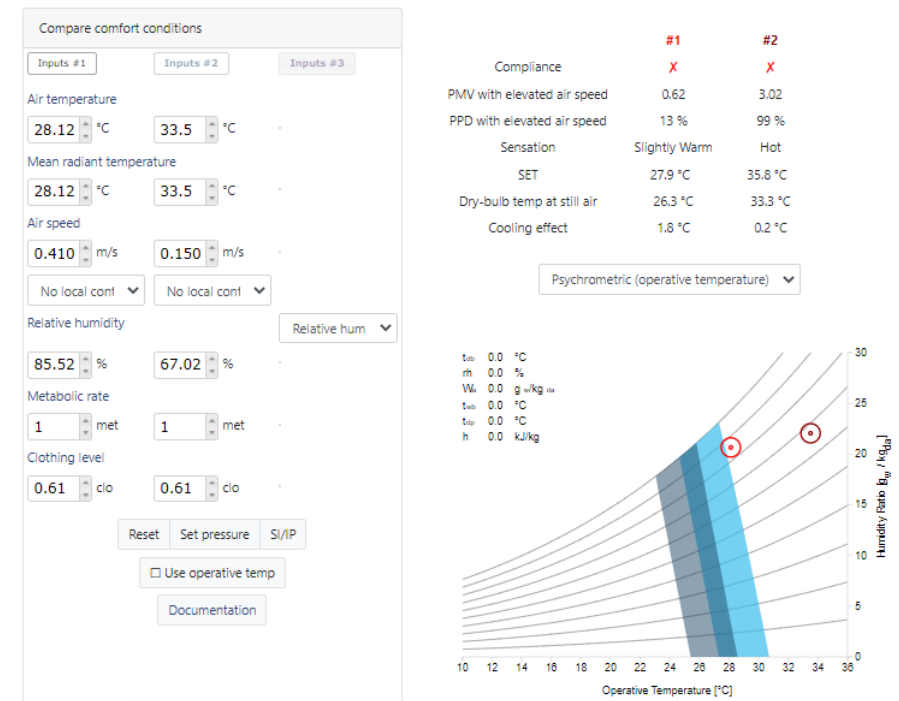 Compare comfort conditions
Inputs #1 Inputs #2 Inputs #3
Air temperature
28.12 °C 33.5 °C
Mean radiant temperature
28.12 °C 33.5 °C
Air speed
0.410 m/s 0.150 m/s
No local cont No local cont
Relative humidity
Relative hum
85.52 % 67.02 %
Metabolic rate
1 met 1 met
Clothing level
0.61 clo 0.61 clo
Reset Set pressure SI/IP
Use operative temp
Documentation
#1 #2
Compliance X X
PMV with elevated air speed 0.62 3.02
PPD with elevated air speed 13 % 99 %
Sensation Slightly Warm Hot
SET 27.9 °C 35.8 °C
Dry-bulb temp at still air 26.3 °C 33.3 °C
Cooling effect 1.8 °C 0.2 °C
Psychrometric (operative temperature)
tdb 0.0 °C
rh 0.0 %
Wa 0.0 g w/kg da
twb 0.0 °C
tdp 0.0 °C
h 0.0 kJ/kg
30
25
20
15
10
5
0
Humidity Ratio [gw / kgda]
10 12 14 16 18 20 22 24 26 28 30 32 34 36
Operative Temperature [°C]